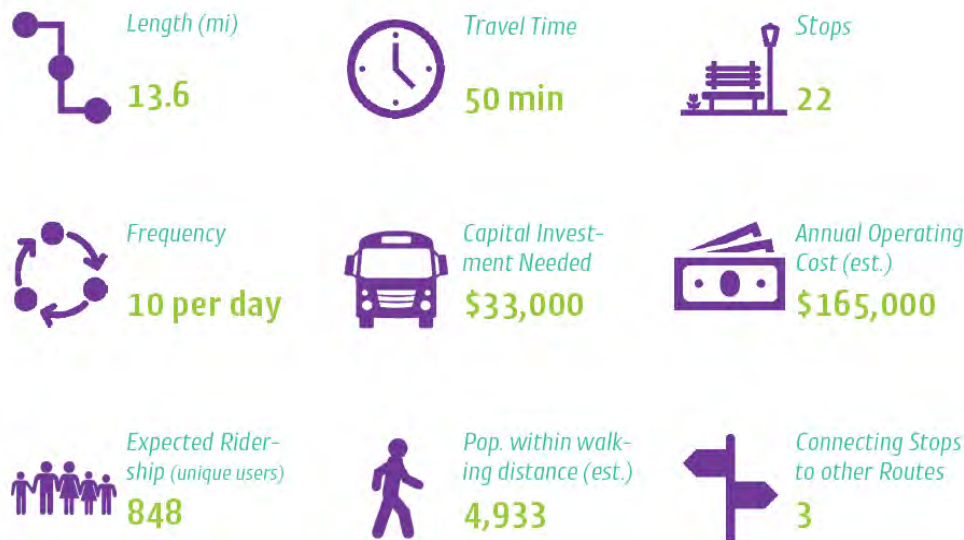 Length (mi)
13.6
Travel Time
50 min
Stops
22
Frequency
10 per day
Capital Invest-
ment Needed
$33,000
Annual Operating
Cost (est.)
$165,000
Expected Rider-
ship (unique users)
848
Pop. within walk-
ing distance (est.)
4,933
Connecting Stops
to other Routes
3